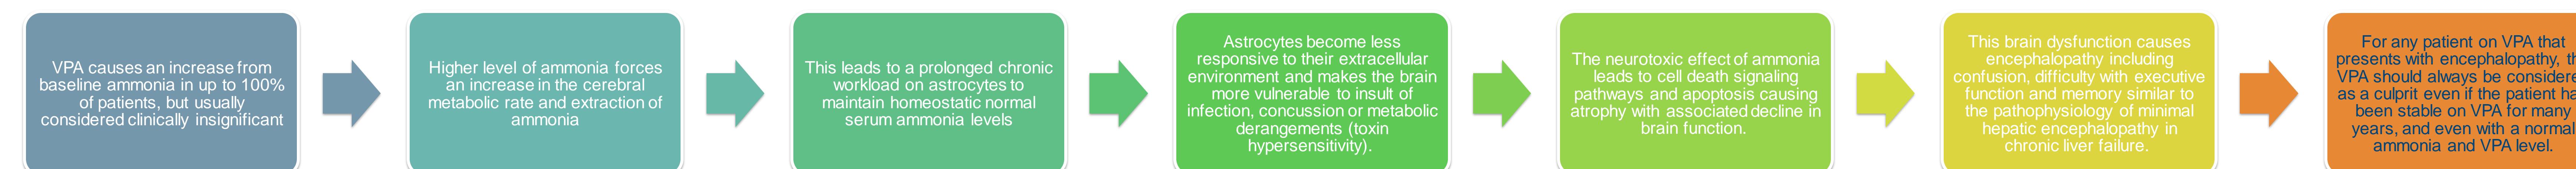 VPA causes an increase from
baseline ammonia in up to 100%
of patients, but usually
considered clinically insignificant
Higher level of ammonia forces
an increase in the cerebral
metabolic rate and extraction of
ammonia
This leads to a prolonged chronic
workload on astrocytes to
maintain homeostatic normal
serum ammonia levels
Astrocytes become less
responsive to their extracellular
environment and makes the brain
more vulnerable to insult of
infection, concussion or metabolic
derangements (toxin
hypersensitivity).
The neurotoxic effect of ammonia
leads to cell death signaling
pathways and apoptosis causing
atrophy with associated decline in
brain function.
This brain dysfunction causes
encephalopathy including
confusion, difficulty with executive
function and memory similar to
the pathophysiology of minimal
hepatic encephalopathy in
chronic liver failure.
For any patient on VPA that
presents with encephalopathy, th
VPA should always be considere
as a culprit even if the patient ha
been stable on VPA for many
years, and even with a normal
ammonia and VPA level.